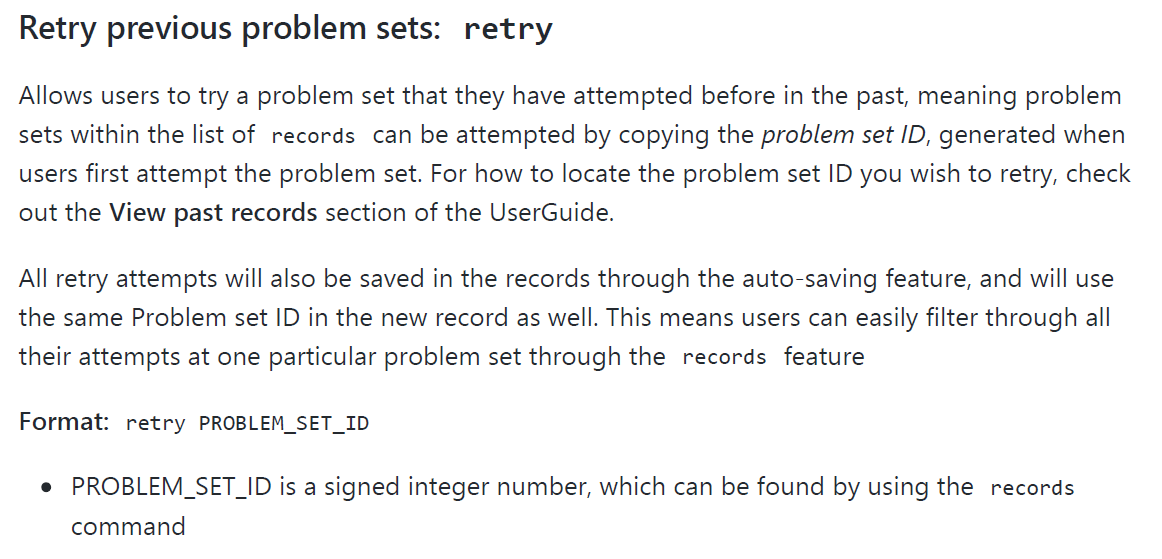 Retry previous problem sets: retry
Allows users to try a problem set that they have attempted before in the past, meaning problem
sets within the list of records can be attempted by copying the problem set ID, generated when
users first attempt the problem set. For how to locate the problem set ID you wish to retry, check
out the View past records section of the UserGuide.
All retry attempts will also be saved in the records through the auto-saving feature, and will use
the same Problem set ID in the new record as well. This means users can easily filter through all
their attempts at one particular problem set through the records feature
Format: retry PROBLEM_SET_ID
• PROBLEM_SET_ID is a signed integer number, which can be found by using the records
command